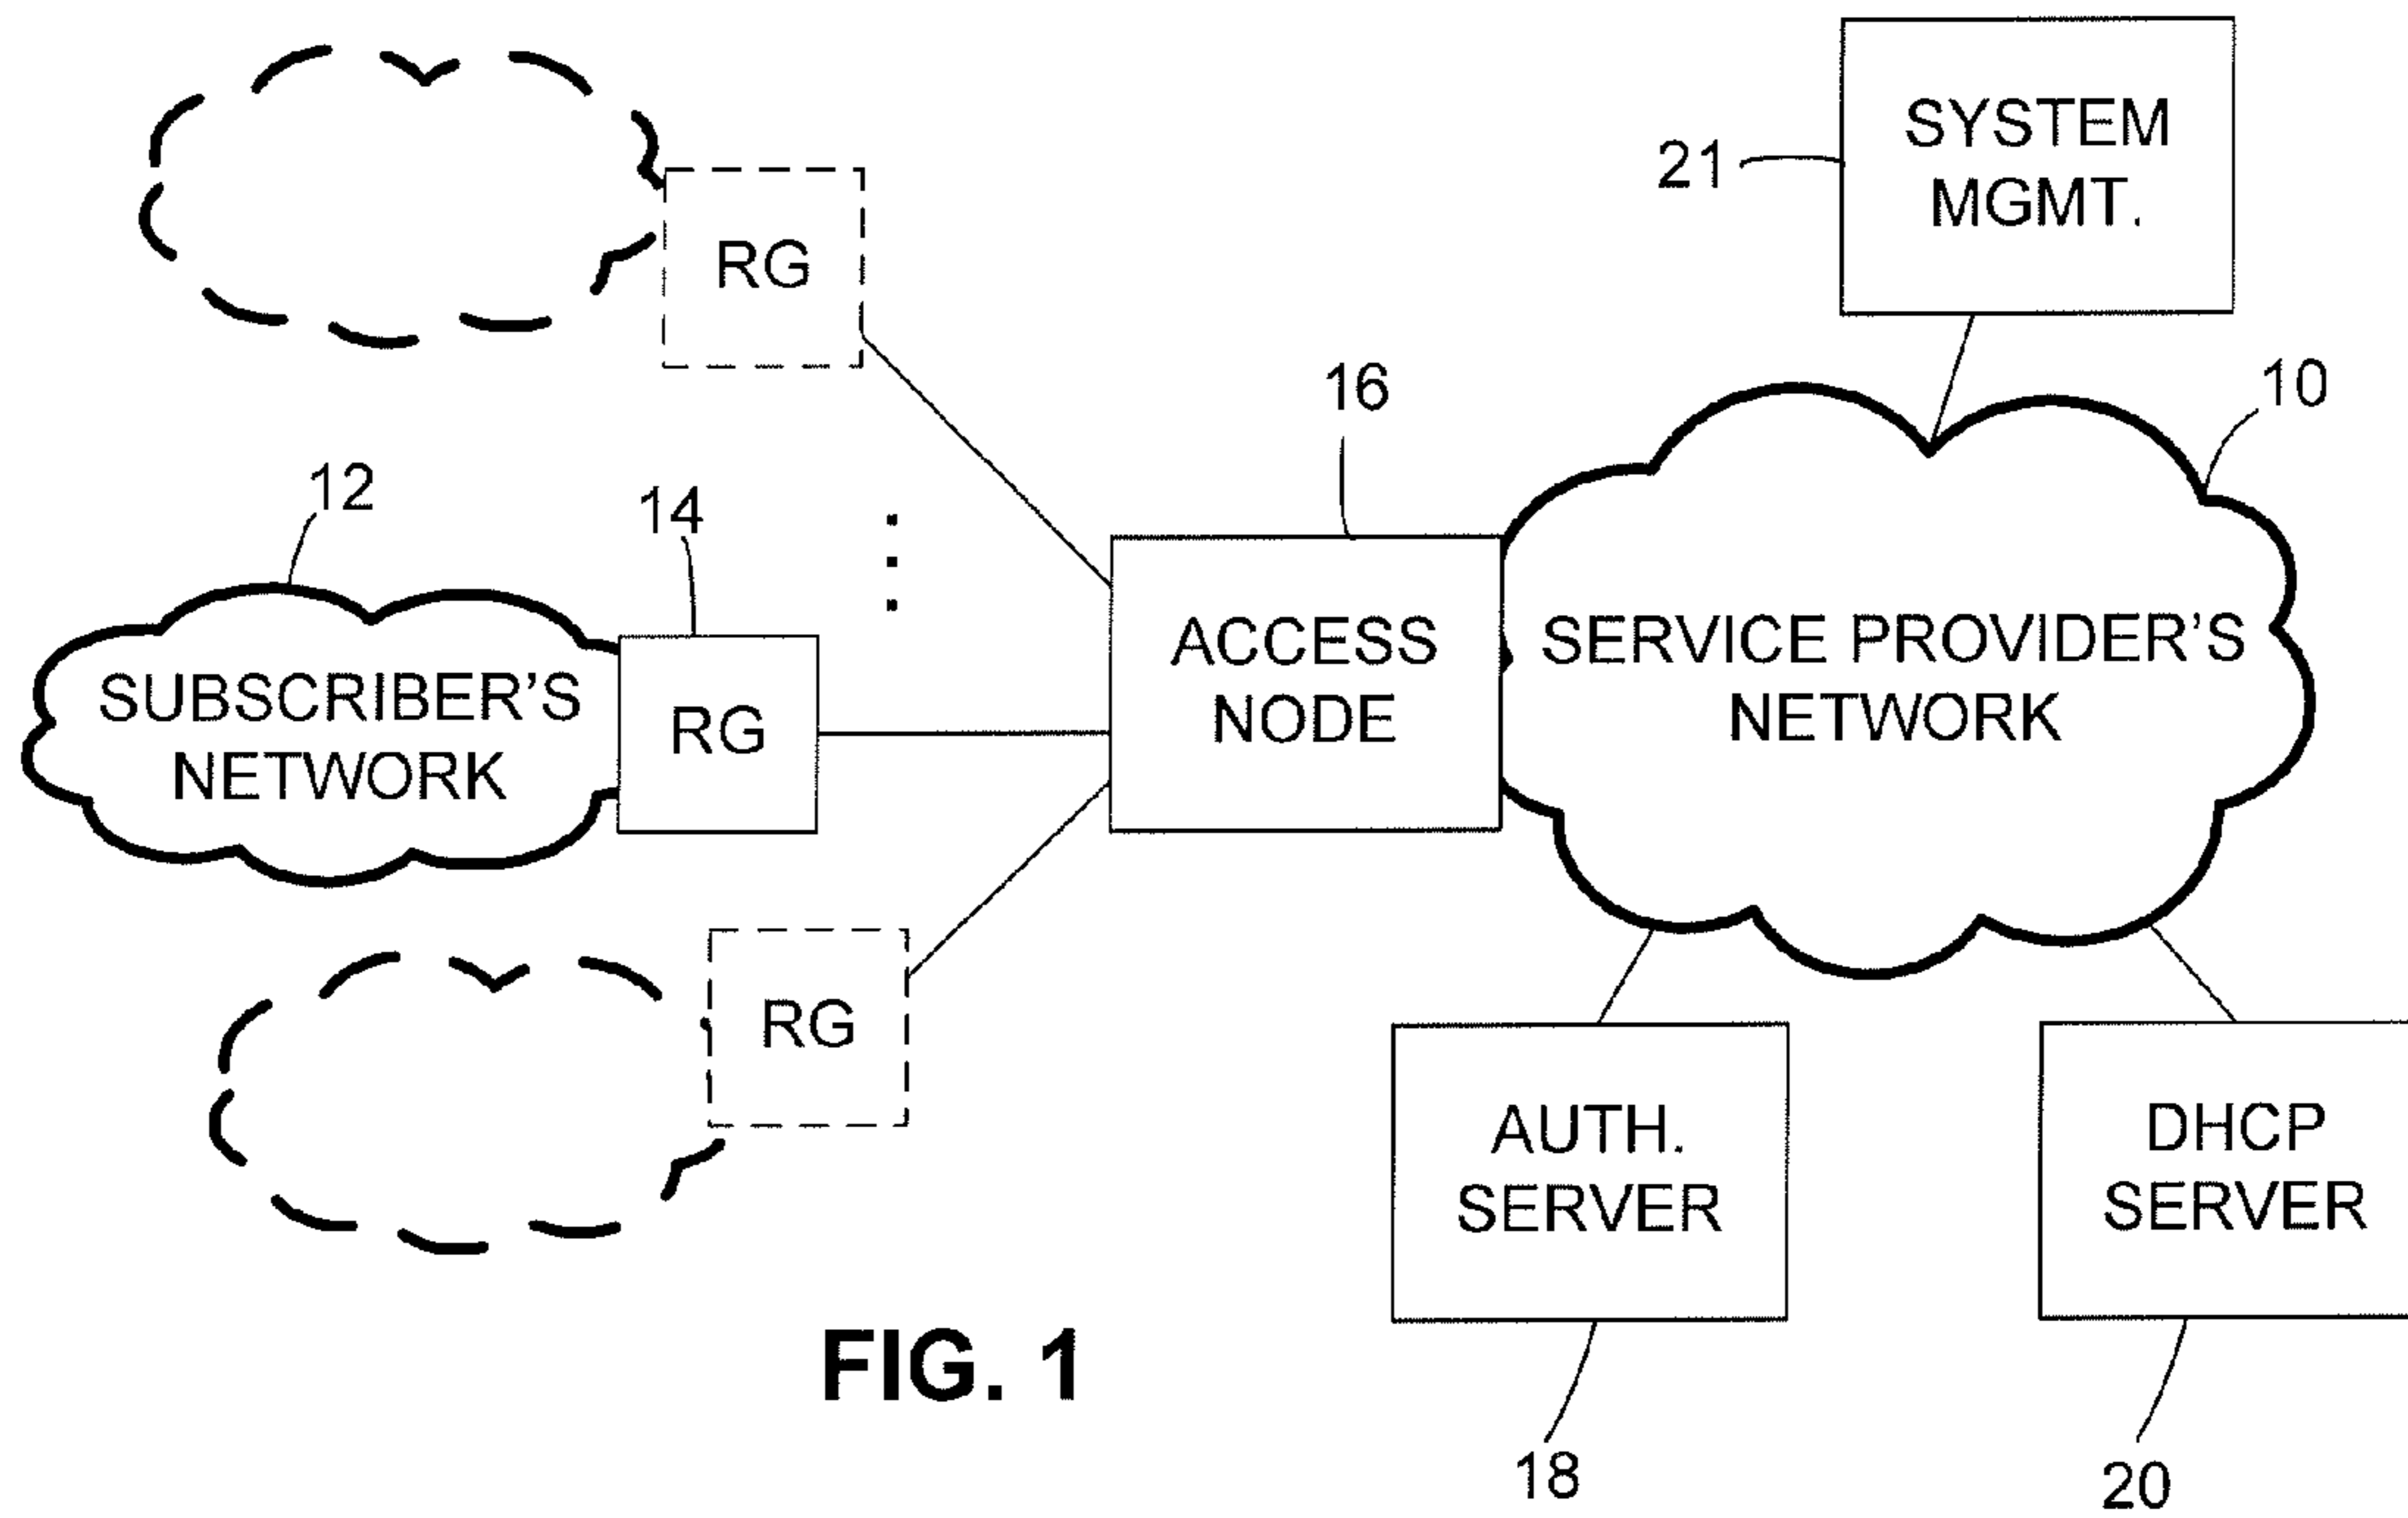 SYSTEM
MGMT.
21
RG
10
16
12
14
SUBSCRIBER'S
NETWORK
RG
ACCESS
NODE
SERVICE PROVIDER'S
NETWORK
RG
AUTH.
SERVER
DHCP
SERVER
FIG. 1
18
20